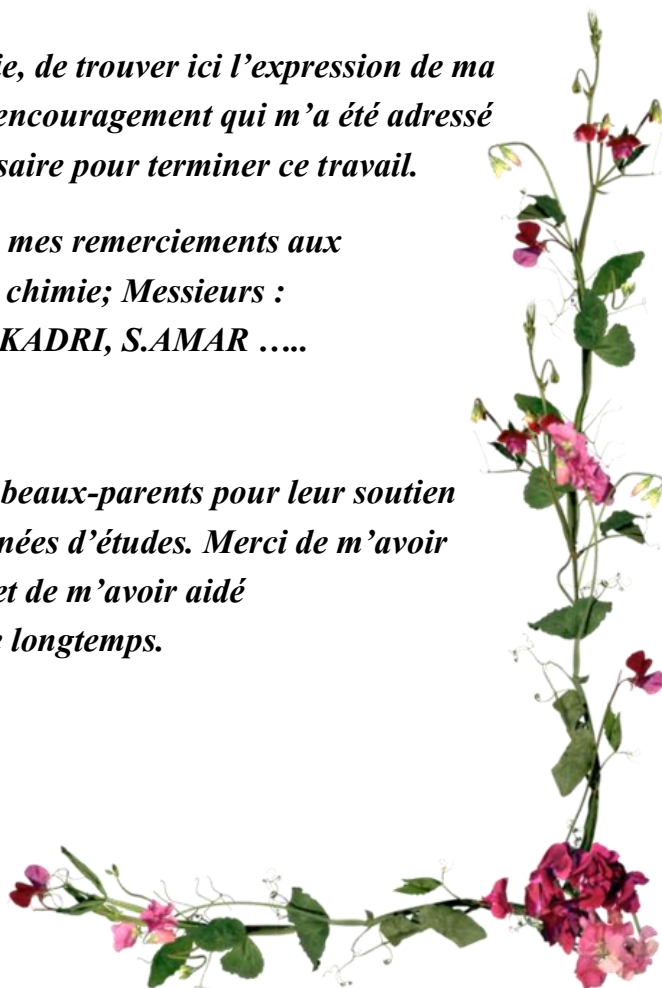 ie, de trouver ici l’expression de ma
encouragement qui m’a été adressé
saire pour terminer ce travail.
mes remerciements aux
chimie; Messieurs :
KADRI, S.AMAR …..
beaux-parents pour leur soutien
nées d’études. Merci de m’avoir
et de m’avoir aidé
longtemps.